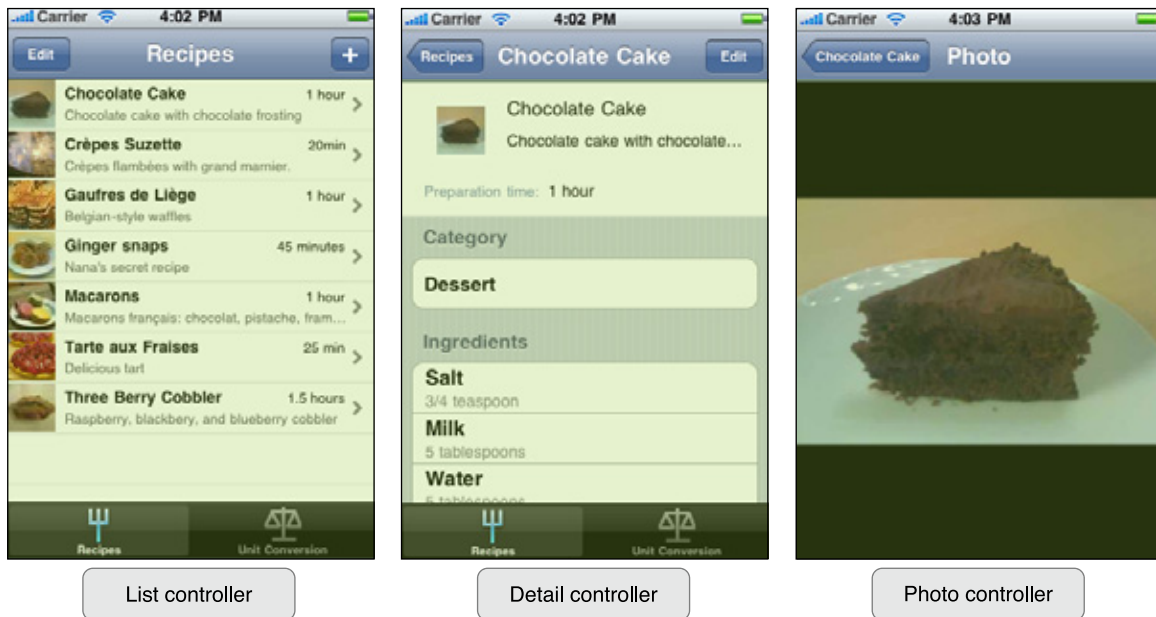 Carrier 4:02 PM
Edit Recipes +
Chocolate Cake 1 hour
Chocolate cake with chocolate frosting
Crèpes Suzette 20min
Crèpes flambées with grand marnier.
Gaufres de Liège 1 hour
Belgian-style waffles
Ginger snaps 45 minutes
Nana's secret recipe
Macarons 1 hour
Macarons français: chocolat, pistache, fram...
Tarte aux Fraises 25 min
Delicious tart
Three Berry Cobbler 1.5 hours
Raspberry, blackbery, and blueberry cobbler
Recipes Unit Conversion
List controller
Carrier 4:02 PM
Recipes Chocolate Cake Edit
Chocolate Cake
Chocolate cake with chocolate...
Preparation time: 1 hour
Category
Dessert
Ingredients
Salt
3/4 teaspoon
Milk
5 tablespoons
Water
5 tablespoons
Recipes Unit Conversion
Detail controller
Carrier 4:03 PM
Chocolate Cake Photo
Photo controller